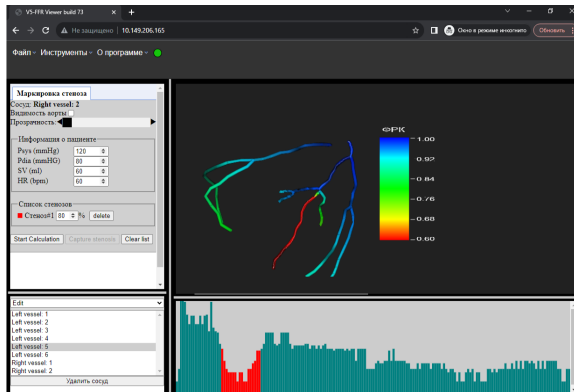 V5-FFR Viewer build 73
Не защищено 10.149.206.165
Окно в режиме инкогнито
Обновить
Файл Инструменты О программе
Маркировка стеноза
Сосуд: Right vessel: 2
Видимость аорты
Прозрачность:
Информация о пациенте
Psys (mmHg) 120
Pdia (mmHG) 80
SV (ml) 60
HR (bpm) 60
Список стенозов
Стеноз#1 80 % delete
Start Calculation Capture stenosis Clear list
ФРК
1.00
0.92
0.84
0.76
0.68
0.60
Edit
Left vessel: 1
Left vessel: 2
Left vessel: 3
Left vessel: 4
Left vessel: 5
Left vessel: 6
Right vessel: 1
Right vessel: 2
Удалить сосуд